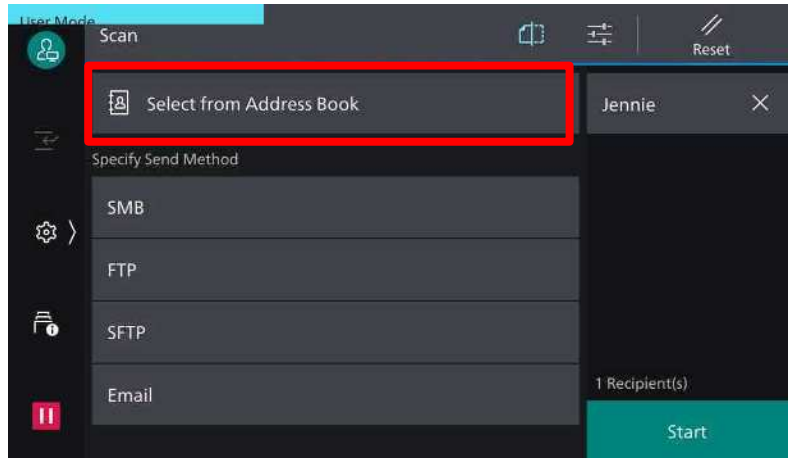 User Mode
Scan
Reset
Select from Address Book
Jennie
Specify Send Method
SMB
FTP
SFTP
Email
1 Recipient(s)
Start